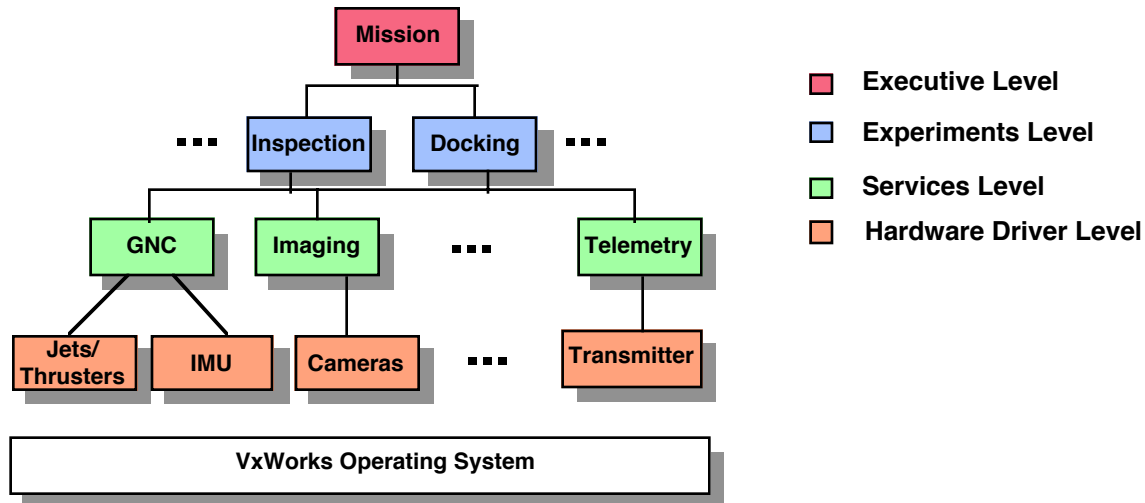 Mission
Executive Level
Inspection
Docking
Experiments Level
Services Level
GNC
Imaging
Telemetry
Hardware Driver Level
Jets/
Thrusters
IMU
Cameras
Transmitter
VxWorks Operating System